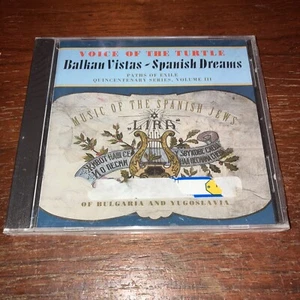 VOICE OF THE TURTLE
Balkan Vistas ~ Spanish Dreams
PATHS OF EXILE
QUINCENTENARY SERIES, VOLUME III
MUSIC OF THE SPANISH JEWS
OF BULGARIA AND YUGOSLAVIA